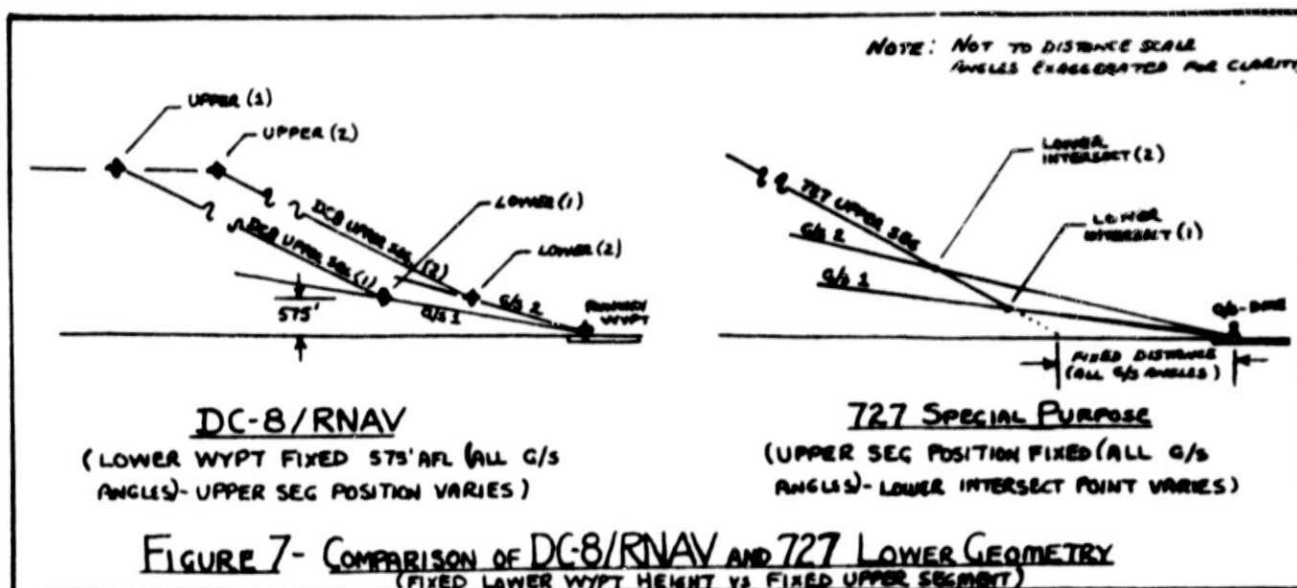 NOTE: NOT TO DISTANCE SCALE
ANGLES EXAGGERATED FOR CLARITY
UPPER (1)
UPPER (2)
LOWER (1)
LOWER (2)
DC8 UPPER SEG (1)
DC8 UPPER SEG (2)
G/S 1
G/S 2
575'
RUNWAY
WYPT
DC-8/RNAV
(LOWER WYPT FIXED 575' AFL (ALL G/S
ANGLES)- UPPER SEG POSITION VARIES)
LOWER
INTERSECT (2)
727 UPPER SEG
LOWER
INTERSECT (1)
G/S 2
G/S 1
G/S-DME
FIXED DISTANCE
(ALL G/S ANGLES)
727 SPECIAL PURPOSE
(UPPER SEG POSITION FIXED (ALL G/S
ANGLES)- LOWER INTERSECT POINT VARIES)
FIGURE 7- COMPARISON OF DC-8/RNAV AND 727 LOWER GEOMETRY
(FIXED LOWER WYPT HEIGHT VS FIXED UPPER SEGMENT)